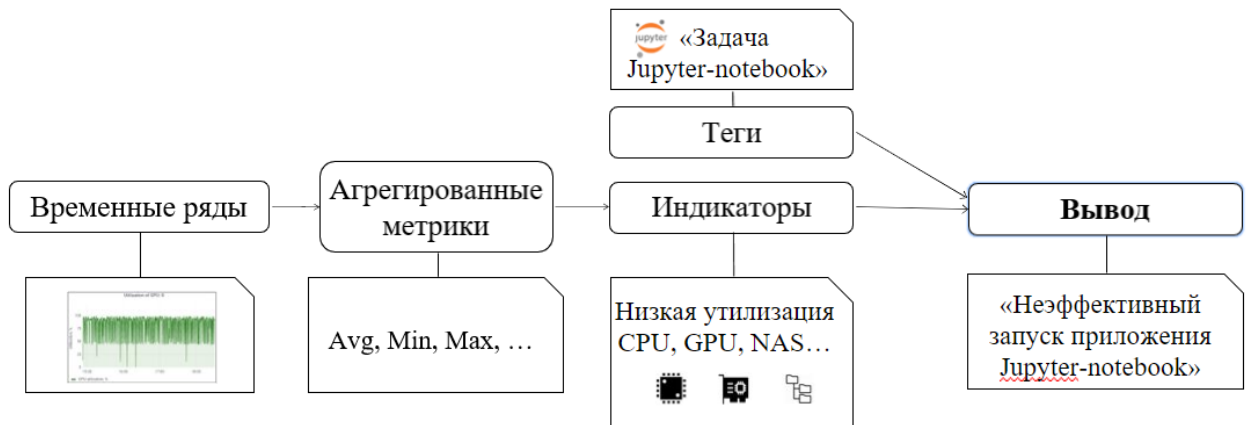 jupyter
«Задача
Jupyter-notebook»
Теги
Временные ряды
Агрегированные
метрики
Индикаторы
Вывод
Avg, Min, Max, …
Низкая утилизация
CPU, GPU, NAS…
«Неэффективный
запуск приложения
Jupyter-notebook»